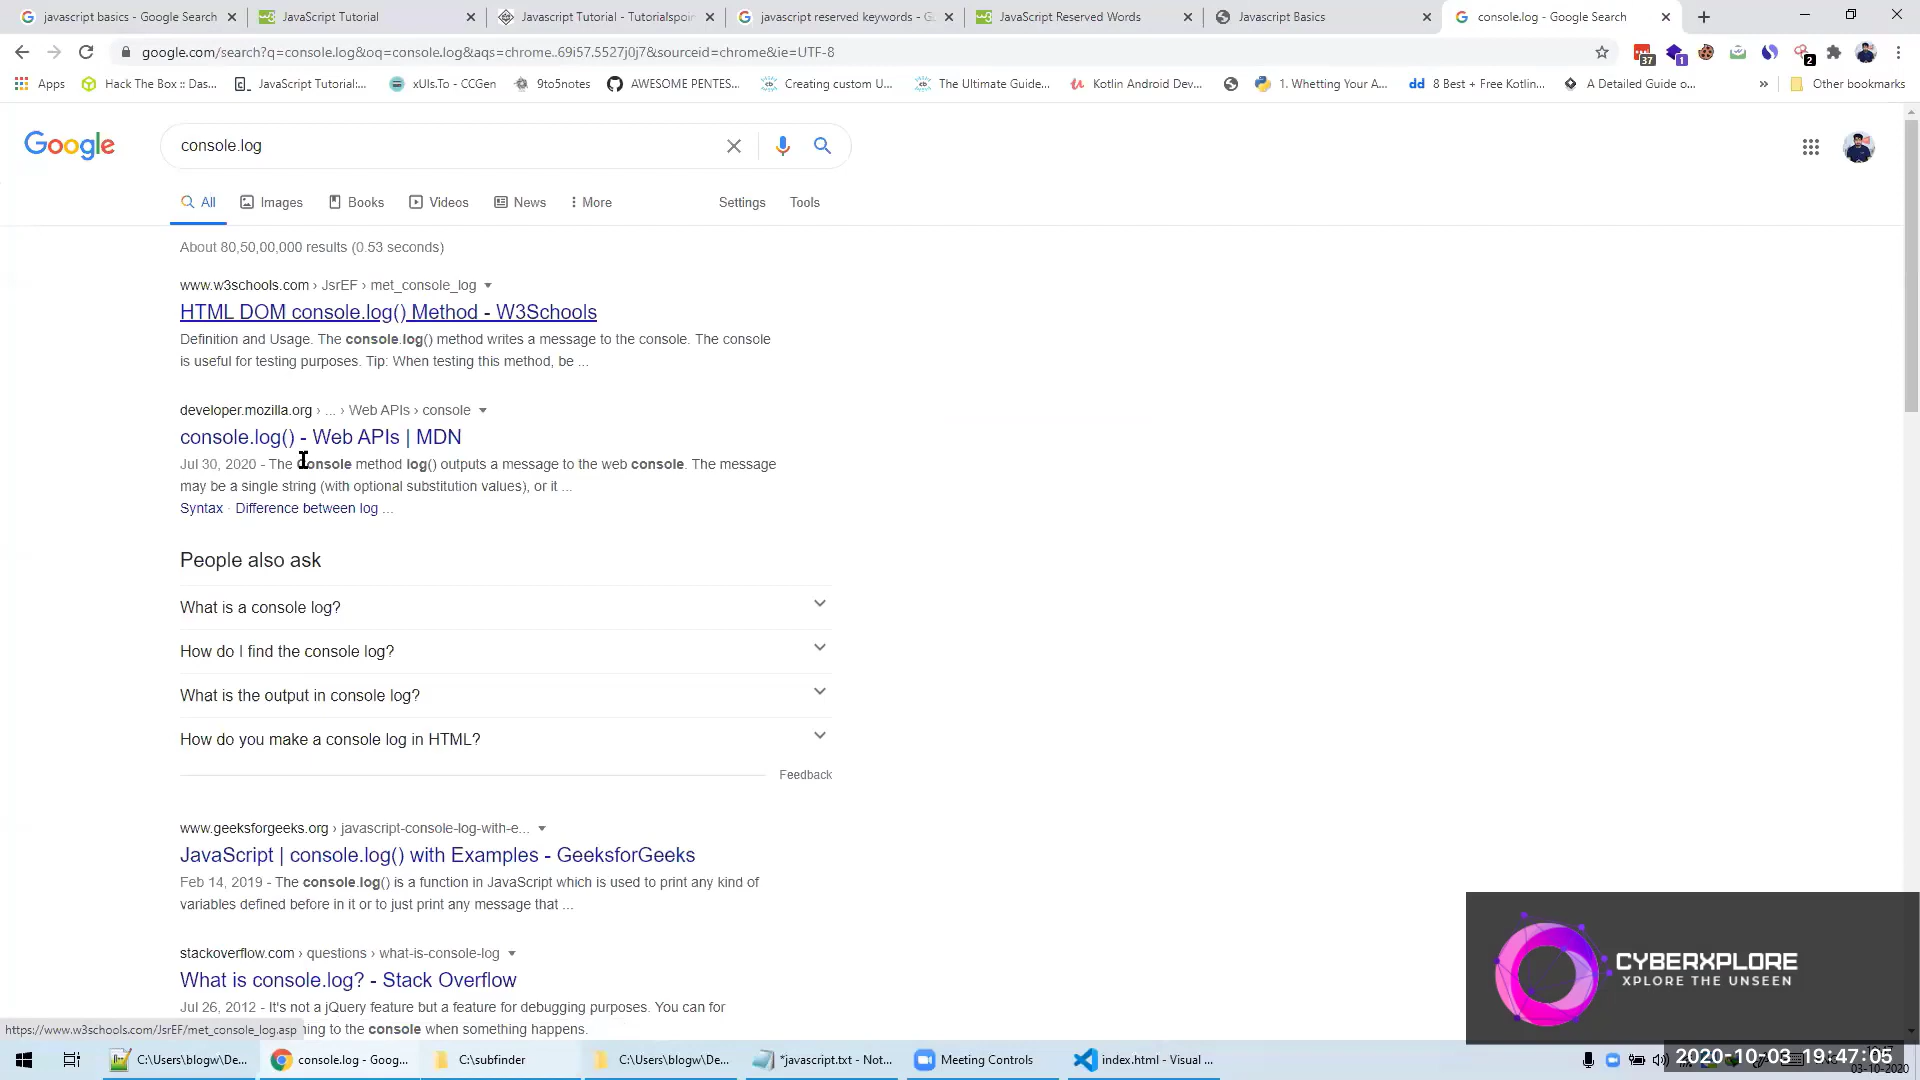 javascript basics - Google Search
JavaScript Tutorial
Javascript Tutorial - Tutorialspoin
javascript reserved keywords - G
JavaScript Reserved Words
Javascript Basics
console.log - Google Search
google.com/search?q=console.log&oq=console.log&aqs=chrome..69i57.5527j0j7&sourceid=chrome&ie=UTF-8
37
1
2
Apps
Hack The Box :: Das...
JavaScript Tutorial:...
xUls.To - CCGen
9to5notes
AWESOME PENTES...
Creating custom U...
The Ultimate Guide...
Kotlin Android Dev...
1. Whetting Your A...
8 Best + Free Kotlin...
A Detailed Guide o...
»
Other bookmarks
Google
console.log
All
Images
Books
Videos
News
More
Settings
Tools
About 80,50,00,000 results (0.53 seconds)
www.w3schools.com › JsrEF › met_console_log
HTML DOM console.log() Method - W3Schools
Definition and Usage. The console.log() method writes a message to the console. The console
is useful for testing purposes. Tip: When testing this method, be ...
developer.mozilla.org › ... › Web APIs › console
console.log() - Web APIs | MDN
Jul 30, 2020 - The Console method log() outputs a message to the web console. The message
may be a single string (with optional substitution values), or it ...
Syntax · Difference between log ...
People also ask
What is a console log?
How do I find the console log?
What is the output in console log?
How do you make a console log in HTML?
Feedback
www.geeksforgeeks.org › javascript-console-log-with-e...
JavaScript | console.log() with Examples - GeeksforGeeks
Feb 14, 2019 - The console.log() is a function in JavaScript which is used to print any kind of
variables defined before in it or to just print any message that ...
stackoverflow.com › questions › what-is-console-log
What is console.log? - Stack Overflow
Jul 26, 2012 - It's not a jQuery feature but a feature for debugging purposes. You can for
hing to the console when something happens.
https://www.w3schools.com/JsrEF/met_console_log.asp
CYBERXPLORE
XPLORE THE UNSEEN
C:\Users\blogw\De...
console.log - Goog...
C:\subfinder
C:\Users\blogw\De...
*javascript.txt - Not...
Meeting Controls
index.html - Visual ...
2020-10-03 19:47:05
03-10-2020